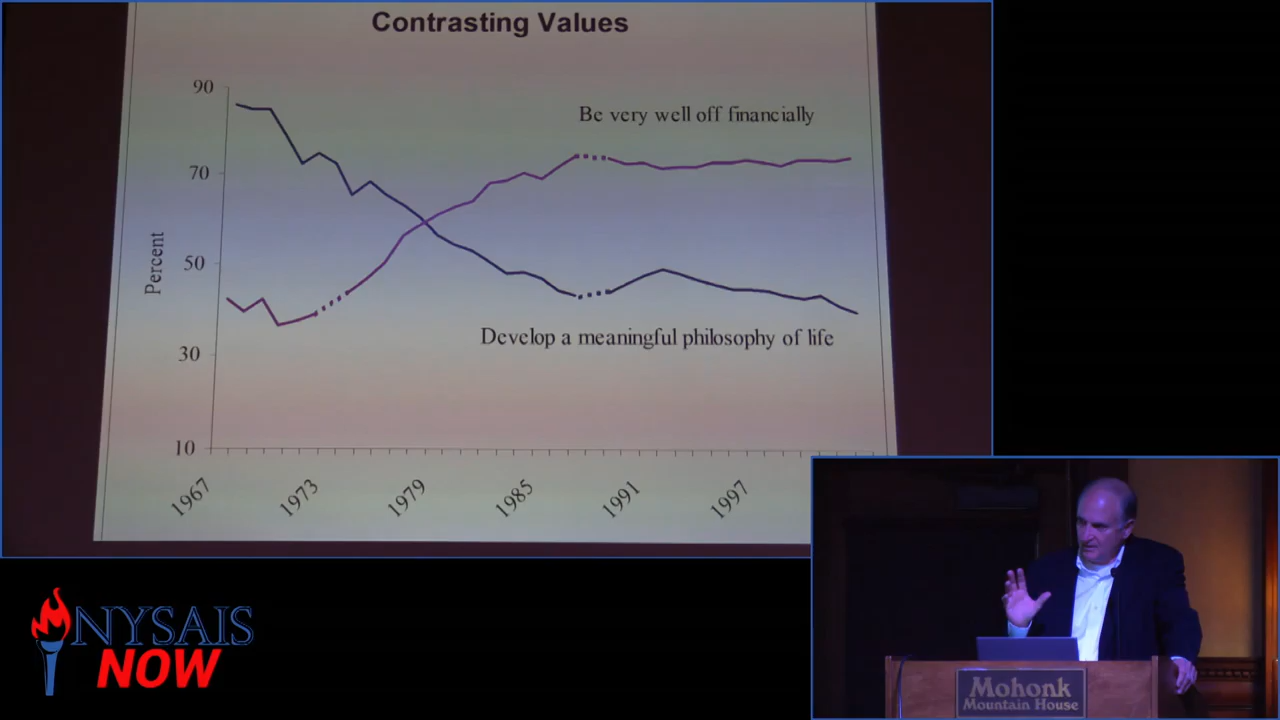 Contrasting Values
90
Be very well off financially
70
Percent
50
Develop a meaningful philosophy of life
30
10
1967
1973
1979
1985
1991
1997
NYSAIS
NOW
Mohonk
Mountain House